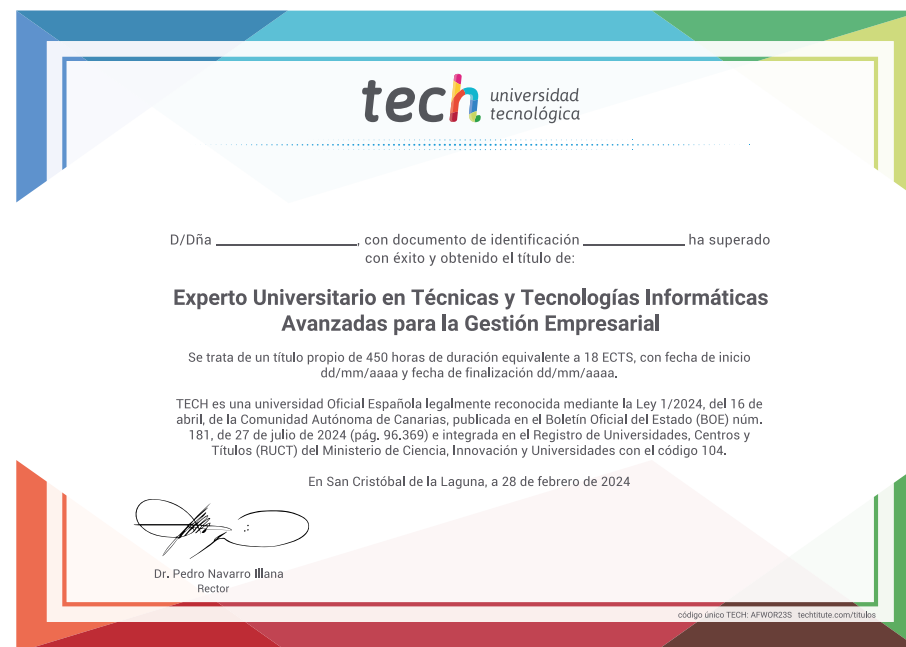 tech universidad
tecnológica
D/Dña ____________________, con documento de identificación ______________ ha superado
con éxito y obtenido el título de:
Experto Universitario en Técnicas y Tecnologías Informáticas
Avanzadas para la Gestión Empresarial
Se trata de un título propio de 450 horas de duración equivalente a 18 ECTS, con fecha de inicio
dd/mm/aaaa y fecha de finalización dd/mm/aaaa.
TECH es una universidad Oficial Española legalmente reconocida mediante la Ley 1/2024, del 16 de
abril, de la Comunidad Autónoma de Canarias, publicada en el Boletín Oficial del Estado (BOE) núm.
181, de 27 de julio de 2024 (pág. 96.369) e integrada en el Registro de Universidades, Centros y
Títulos (RUCT) del Ministerio de Ciencia, Innovación y Universidades con el código 104.
En San Cristóbal de la Laguna, a 28 de febrero de 2024
Dr. Pedro Navarro Illana
Rector
código único TECH: AFWOR23S techtitute.com/titulos